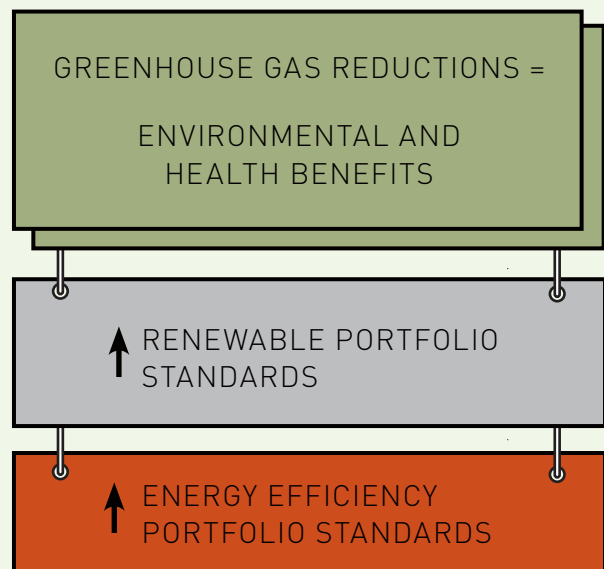 GREENHOUSE GAS REDUCTIONS =
ENVIRONMENTAL AND
HEALTH BENEFITS
RENEWABLE PORTFOLIO
STANDARDS
ENERGY EFFICIENCY
PORTFOLIO STANDARDS